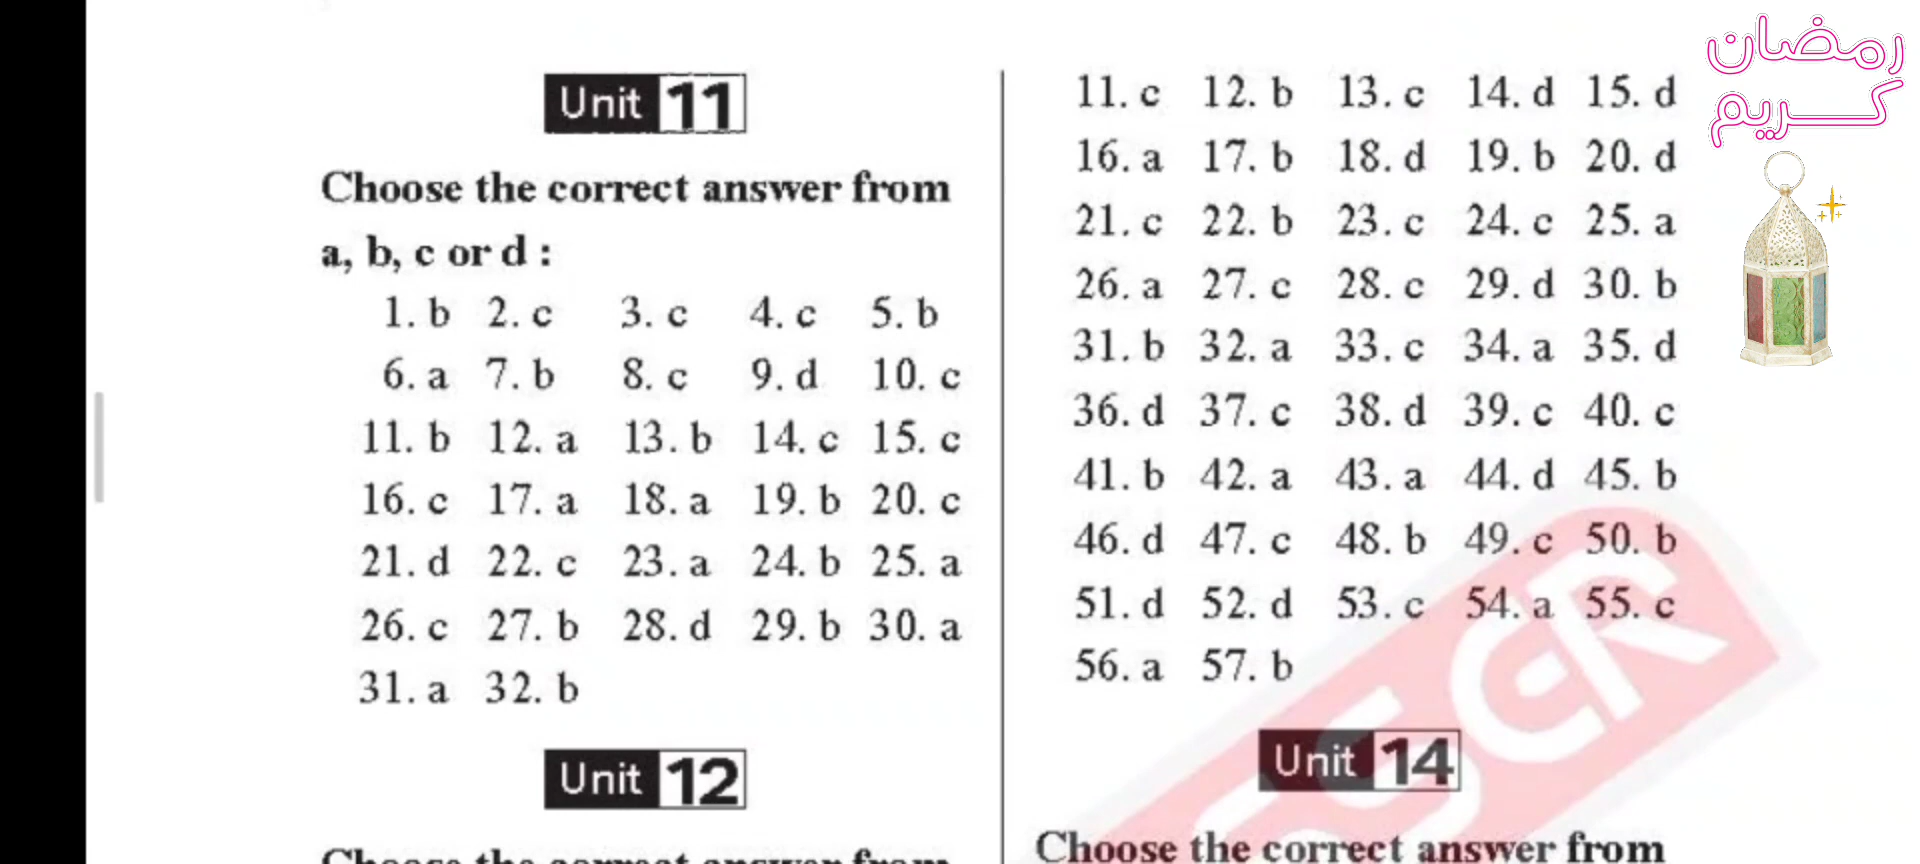 Unit 11
Choose the correct answer from
a, b, c or d :
1. b 2. c 3. c 4. c 5. b
6. a 7. b 8. c 9. d 10. c
11. b 12. a 13. b 14. c 15. c
16. c 17. a 18. a 19. b 20. c
21. d 22. c 23. a 24. b 25. a
26. c 27. b 28. d 29. b 30. a
31. a 32. b
Unit 12
Choose the correct answer from
11. c 12. b 13. c 14. d 15. d
16. a 17. b 18. d 19. b 20. d
21. c 22. b 23. c 24. c 25. a
26. a 27. c 28. c 29. d 30. b
31. b 32. a 33. c 34. a 35. d
36. d 37. c 38. d 39. c 40. c
41. b 42. a 43. a 44. d 45. b
46. d 47. c 48. b 49. c 50. b
51. d 52. d 53. c 54. a 55. c
56. a 57. b
Unit 14
Choose the correct answer from
رمضان
كريم